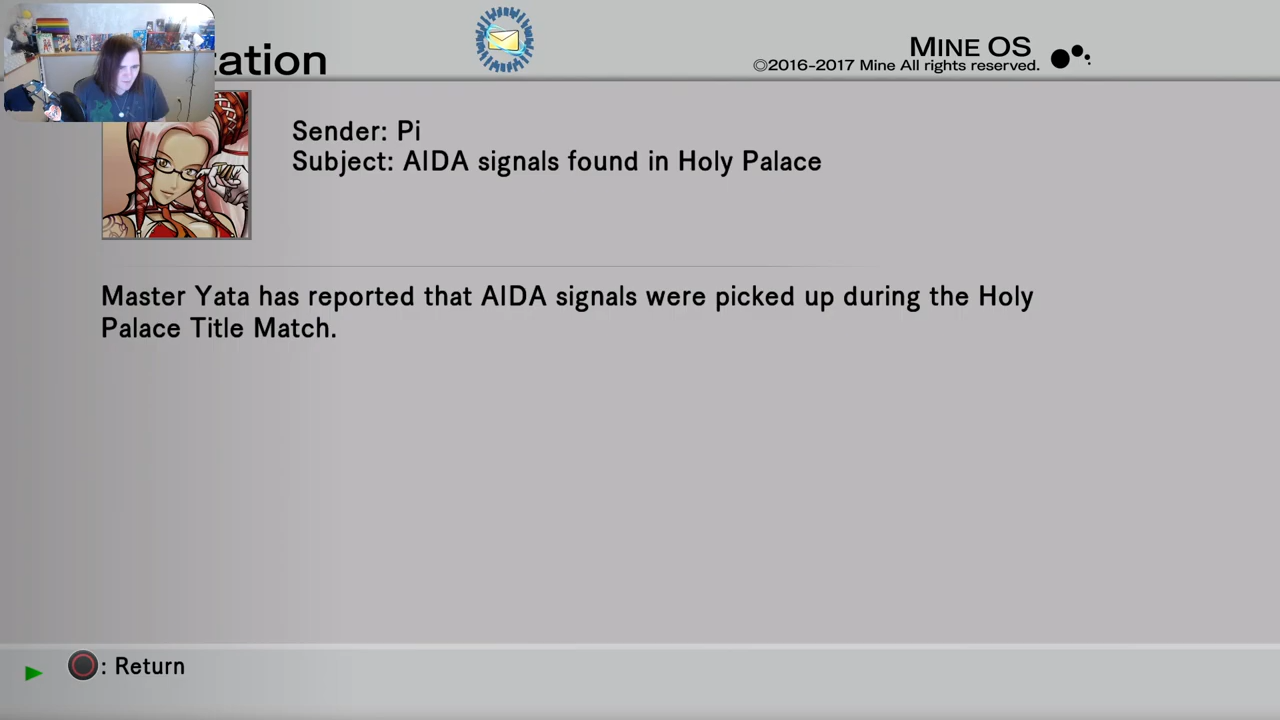 tation
MINE OS
©2016-2017 Mine All rights reserved.
Sender: Pi
Subject: AIDA signals found in Holy Palace
Master Yata has reported that AIDA signals were picked up during the Holy
Palace Title Match.
: Return